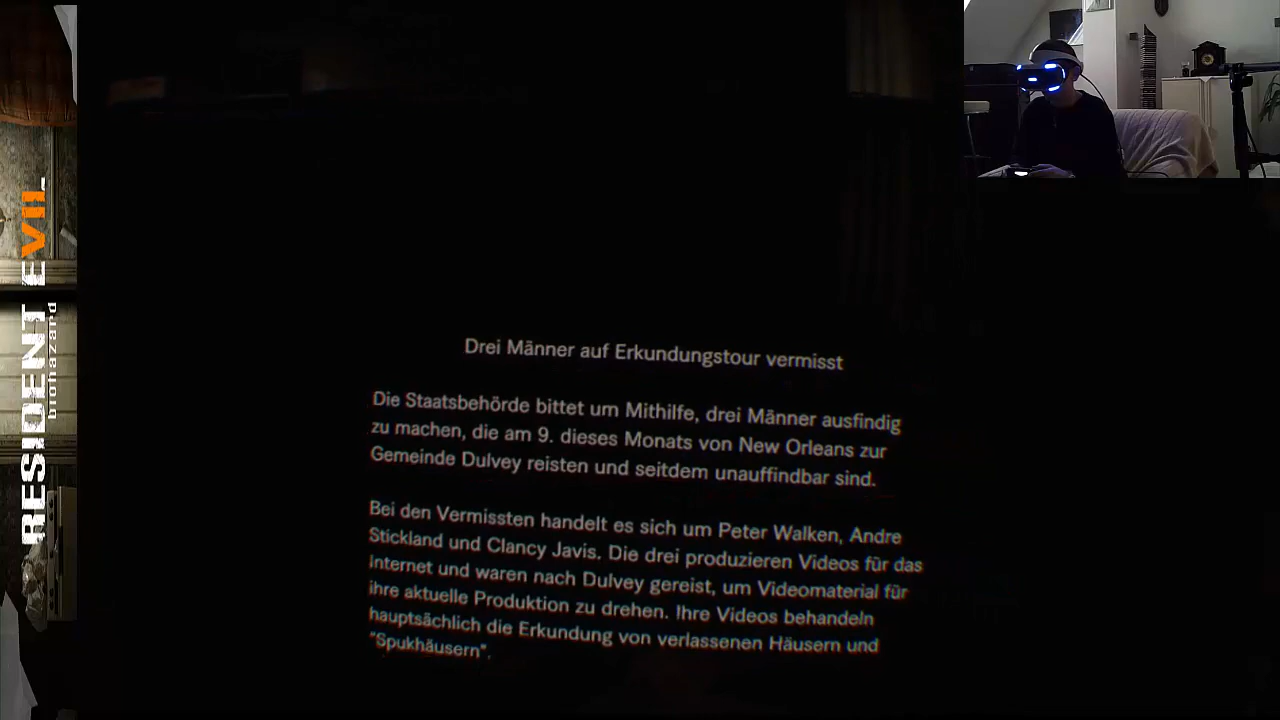 RESIDENT EVII
biohazard
Drei Männer auf Erkundungstour vermisst
Die Staatsbehörde bittet um Mithilfe, drei Männer ausfindig
zu machen, die am 9. dieses Monats von New Orleans zur
Gemeinde Dulvey reisten und seitdem unauffindbar sind.
Bei den Vermissten handelt es sich um Peter Walken, Andre
Stickland und Clancy Javis. Die drei produzieren Videos für das
Internet und waren nach Dulvey gereist, um Videomaterial für
ihre aktuelle Produktion zu drehen. Ihre Videos behandeln
hauptsächlich die Erkundung von verlassenen Häusern und
"Spukhäusern".